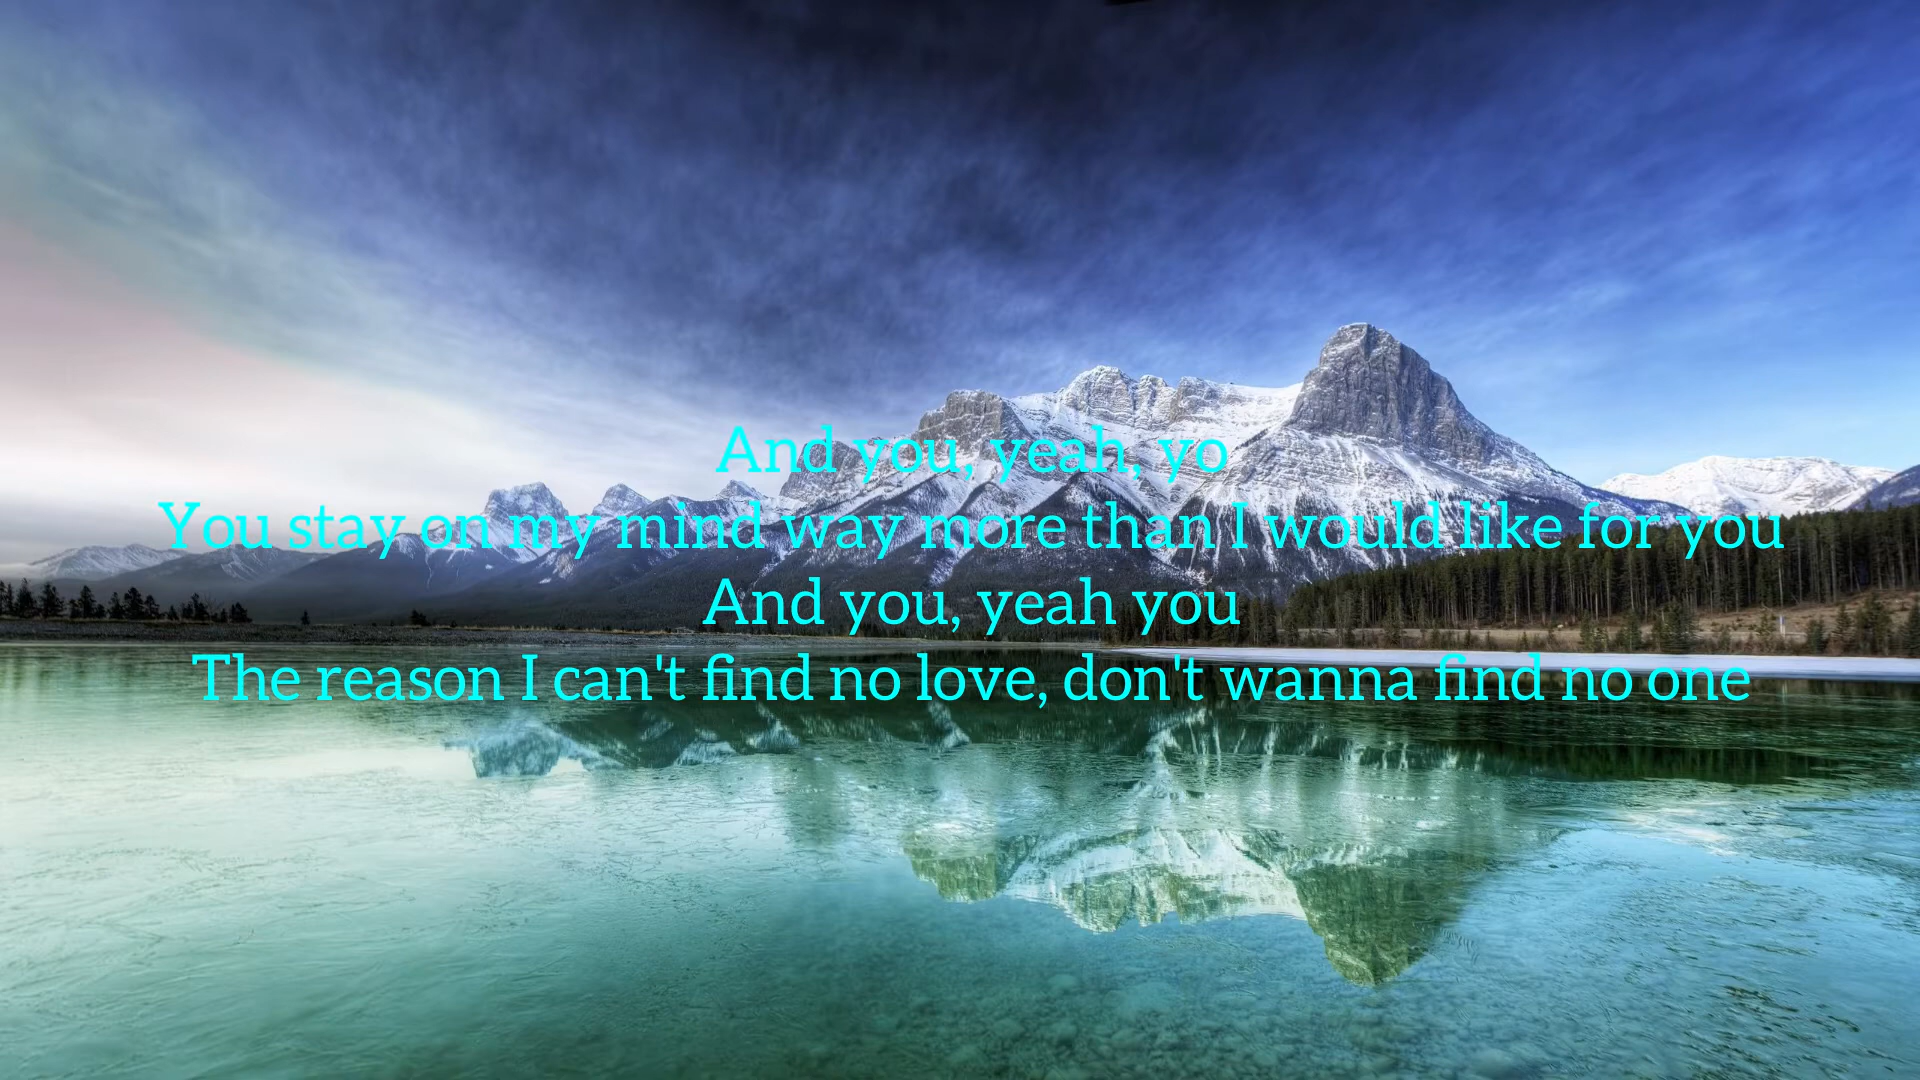 And you, yeah, yo
You stay on my mind way more than I would like for you
And you, yeah you
The reason I can't find no love, don't wanna find no one